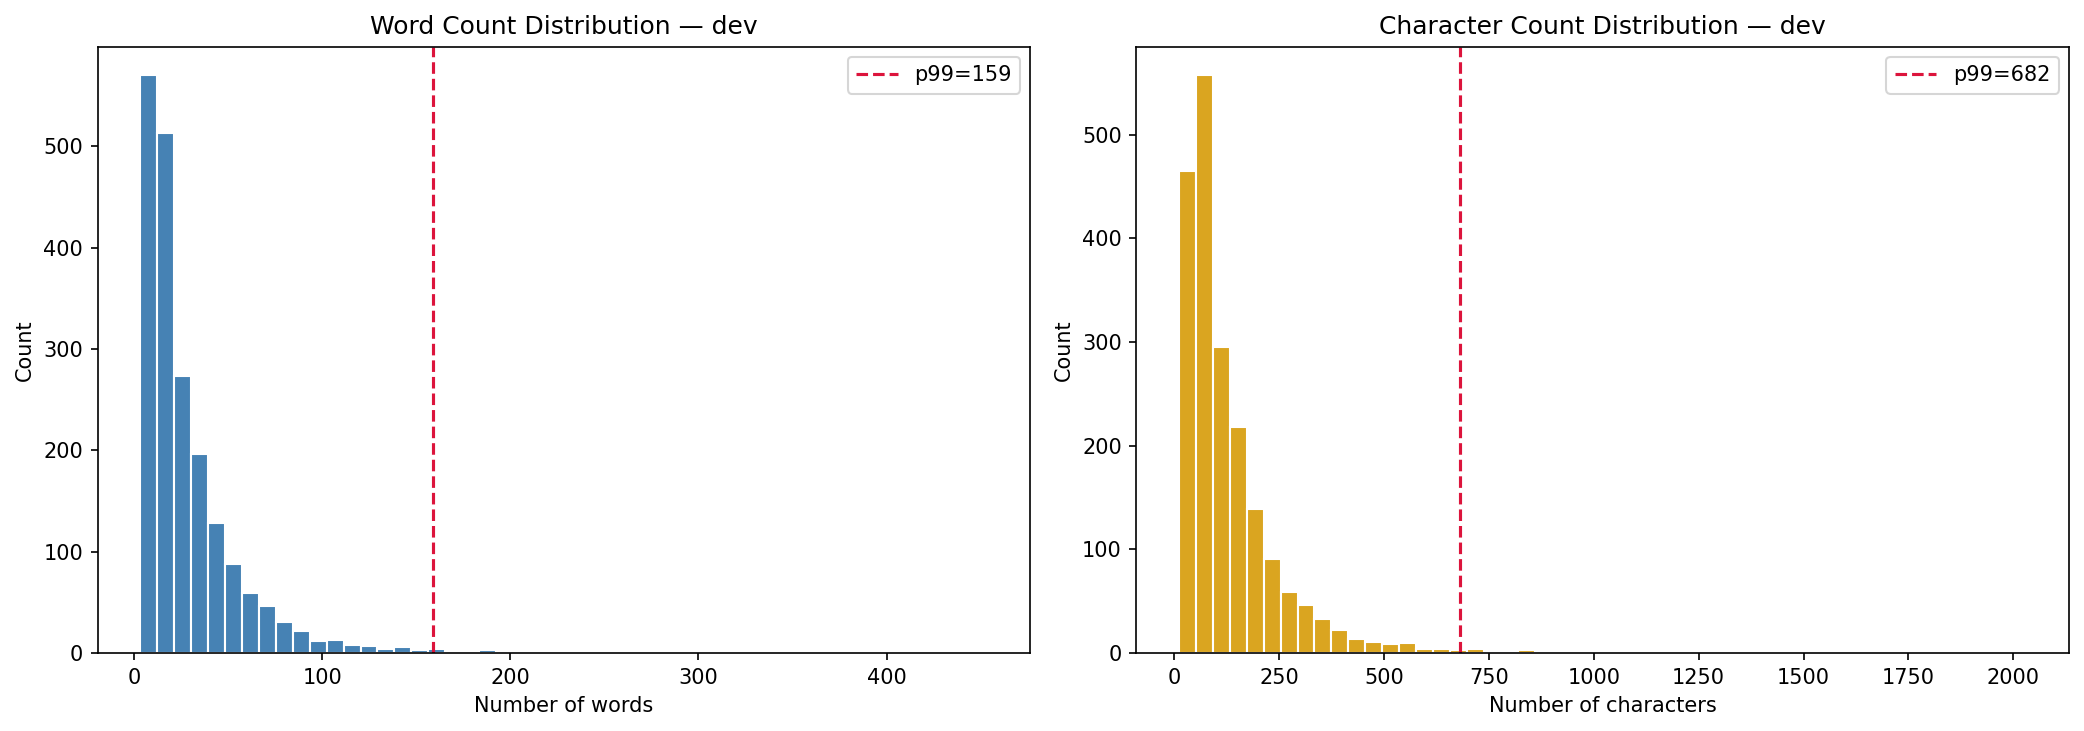 Word Count Distribution — dev
p99=159
Count
500
400
300
200
100
0
0 100 200 300 400
Number of words
Character Count Distribution — dev
p99=682
Count
500
400
300
200
100
0
0 250 500 750 1000 1250 1500 1750 2000
Number of characters